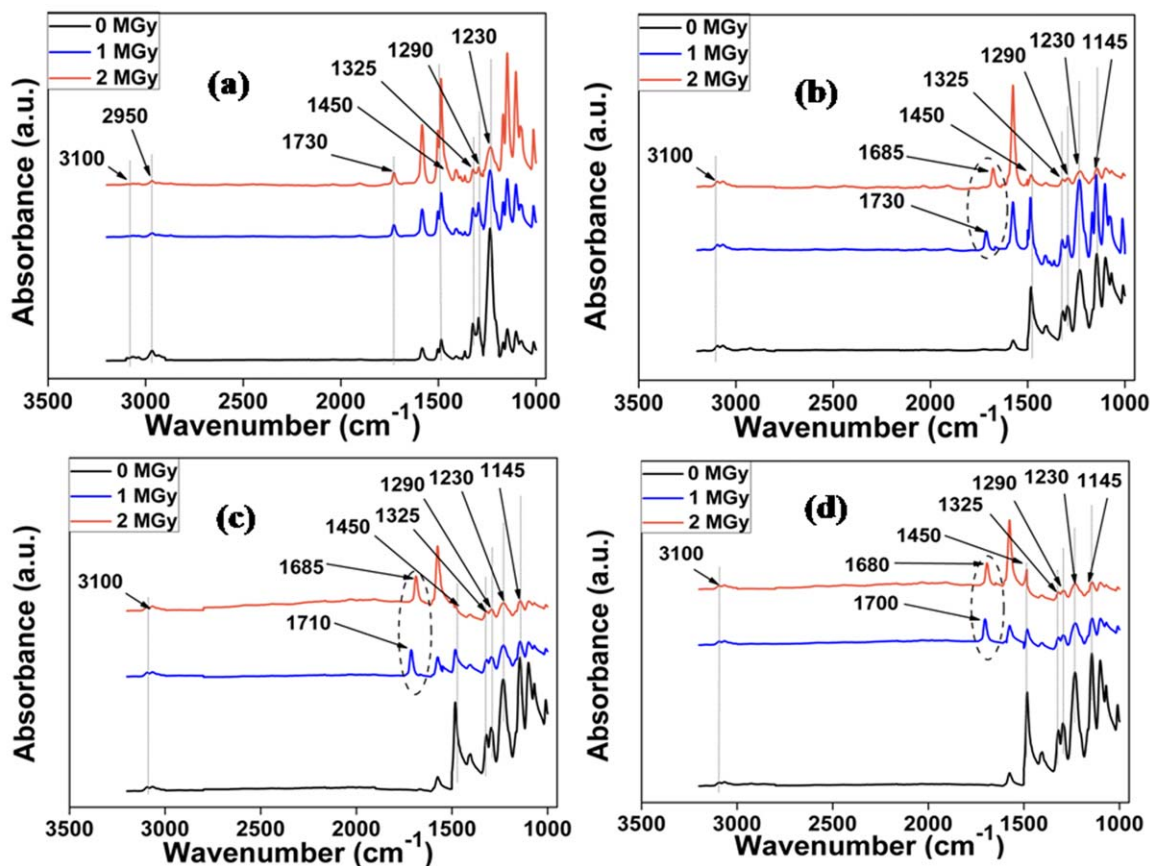 0 MGy
1 MGy
2 MGy
(a)
1230
1290
1325
1450
2950
3100
1730
Absorbance (a.u.)
3500 3000 2500 2000 1500 1000
Wavenumber (cm⁻¹)
0 MGy
1 MGy
2 MGy
(b)
1230 1145
1290
1325
1450
1685
3100
1730
Absorbance (a.u.)
3500 3000 2500 2000 1500 1000
Wavenumber (cm⁻¹)
0 MGy
1 MGy
2 MGy
(c)
1230 1145
1290
1325
1450
1685
3100
1710
Absorbance (a.u.)
3500 3000 2500 2000 1500 1000
Wavenumber (cm⁻¹)
0 MGy
1 MGy
2 MGy
(d)
1230
1290 1145
1325
1450
1680
3100
1700
Absorbance (a.u.)
3500 3000 2500 2000 1500 1000
Wavenumber (cm⁻¹)